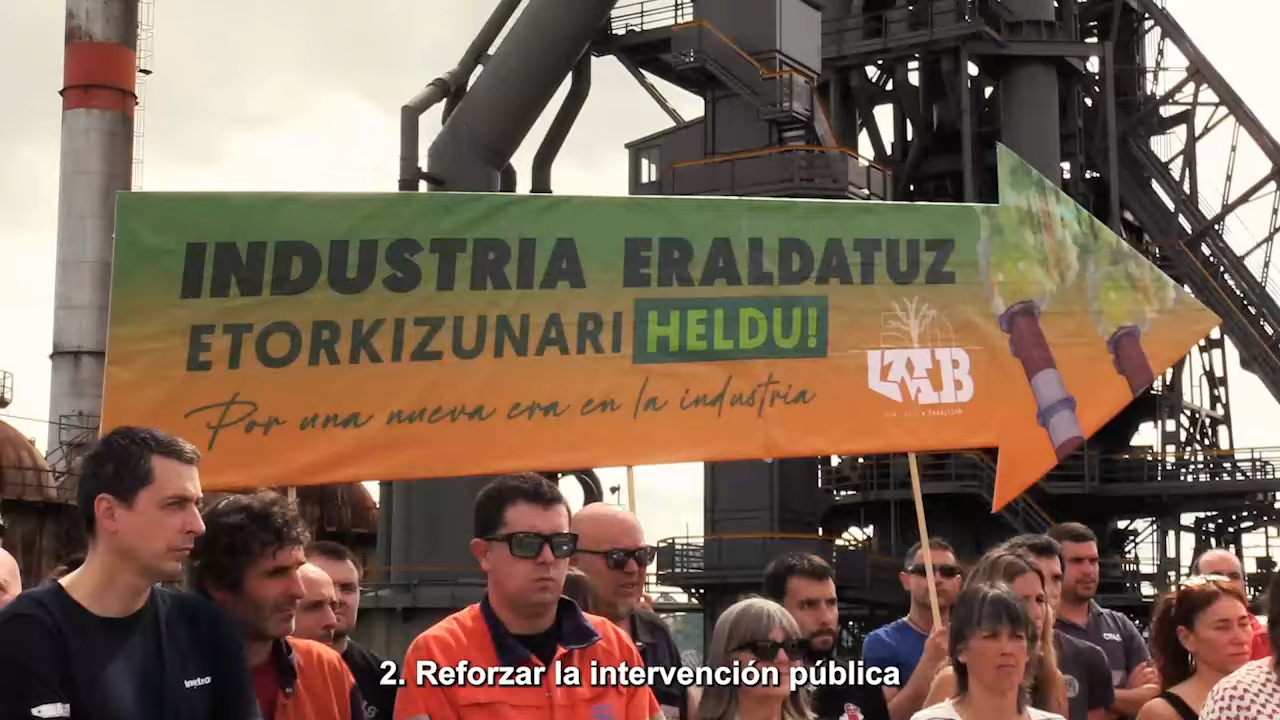 INDUSTRIA ERALDATUZ
ETORKIZUNARI HELDU!
Por una nueva era en la industria
LAB
2. Reforzar la intervención pública